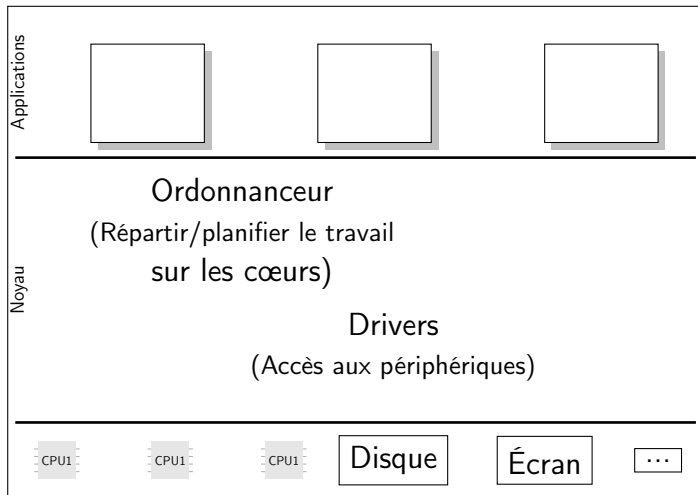 Applications
Ordonnanceur
(Répartir/planifier le travail
sur les cœurs)
Noyau
Drivers
(Accès aux périphériques)
CPU1
CPU1
CPU1
Disque
Écran
...